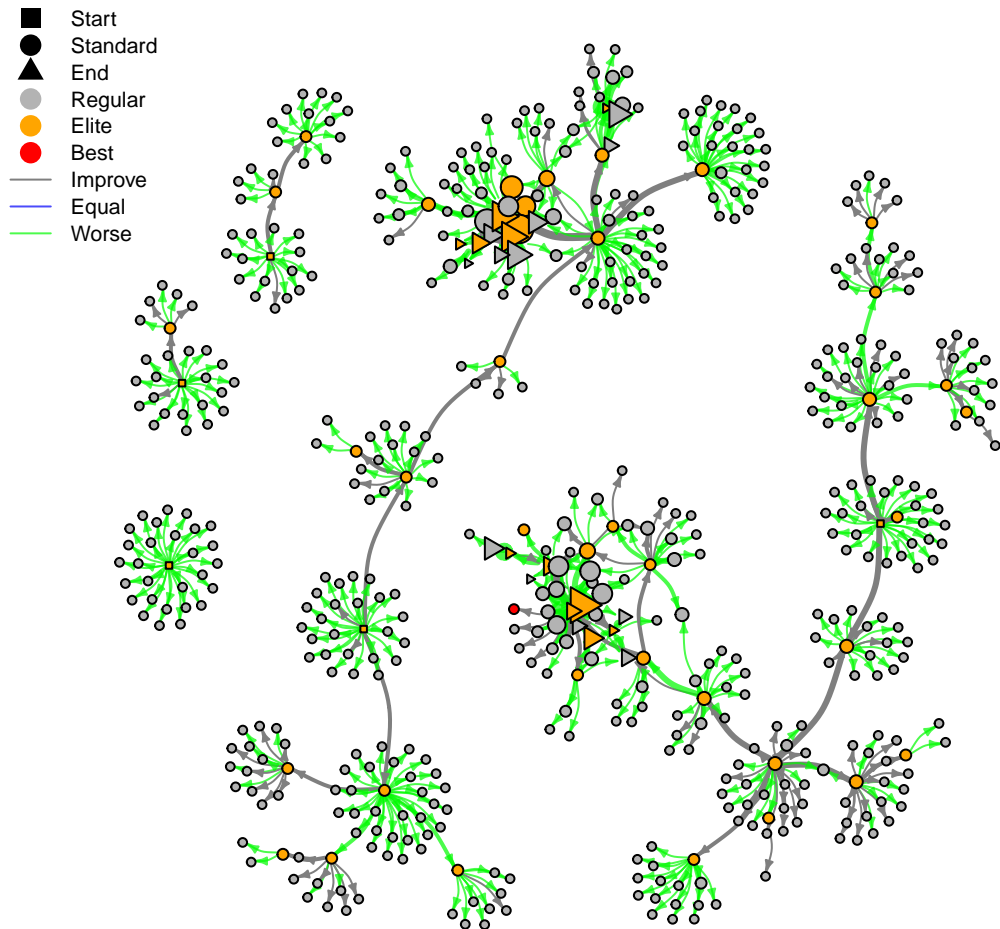 Start
Standard
End
Regular
Elite
Best
Improve
Equal
Worse